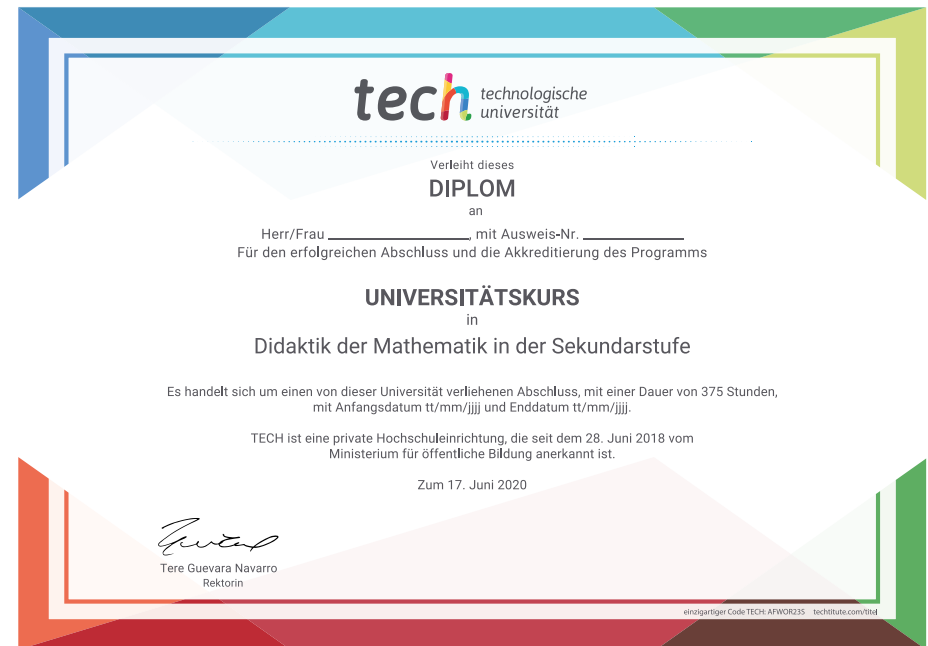 tech technologische
universität
Verleiht dieses
DIPLOM
an
Herr/Frau ____________________, mit Ausweis-Nr. ______________
Für den erfolgreichen Abschluss und die Akkreditierung des Programms
UNIVERSITÄTSKURS
in
Didaktik der Mathematik in der Sekundarstufe
Es handelt sich um einen von dieser Universität verliehenen Abschluss, mit einer Dauer von 375 Stunden,
mit Anfangsdatum tt/mm/jjjj und Enddatum tt/mm/jjjj.
TECH ist eine private Hochschuleinrichtung, die seit dem 28. Juni 2018 vom
Ministerium für öffentliche Bildung anerkannt ist.
Zum 17. Juni 2020
Tere Guevara Navarro
Rektorin
einzigartiger Code TECH: AFWOR23S techtitute.com/titel